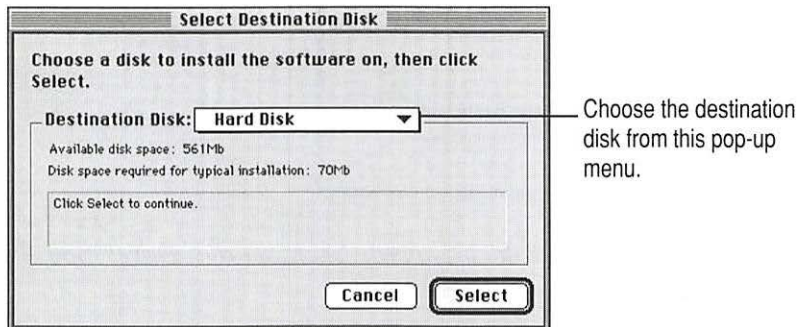 Select Destination Disk
Choose a disk to install the software on, then click
Select.
Destination Disk: Hard Disk
Available disk space: 561Mb
Disk space required for typical installation: 70Mb
Click Select to continue.
Cancel
Select
Choose the destination
disk from this pop-up
menu.